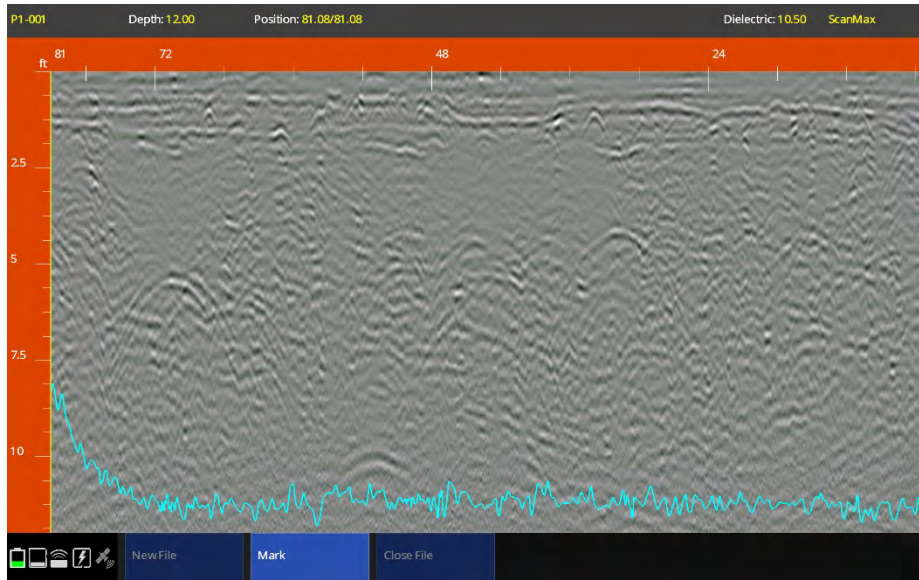 P1-001 Depth: 12.00 Position: 81.08/81.08 Dielectric: 10.50 ScanMax
ft 81 72 48 24
2.5
5
7.5
10
New File Mark Close File